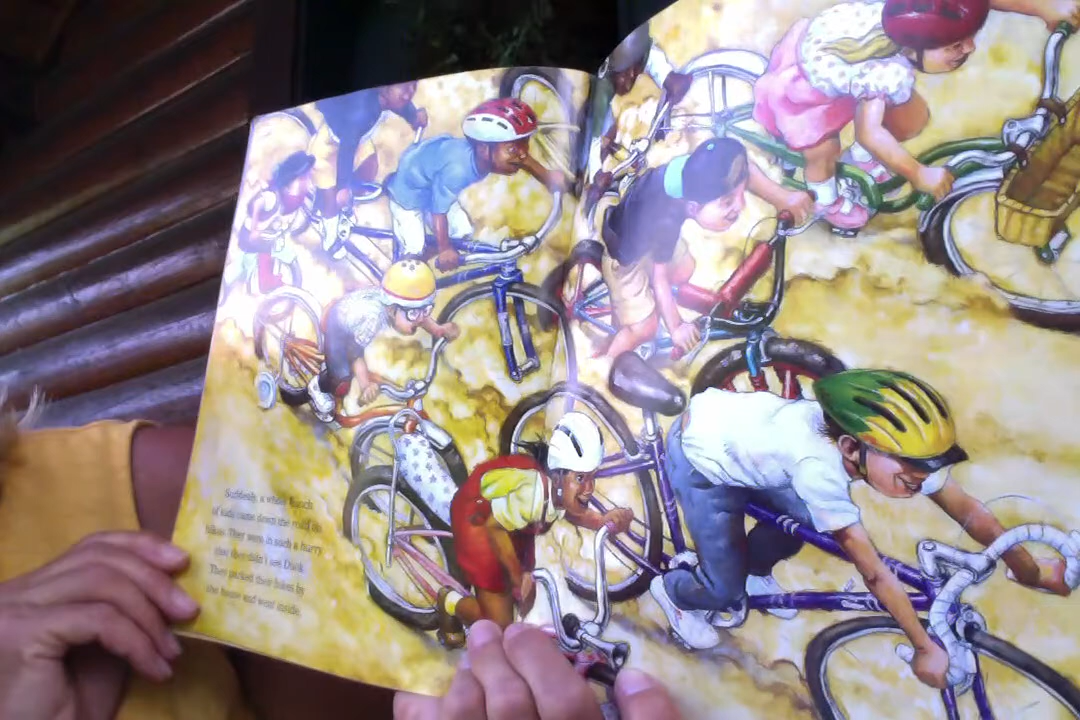 Suddenly, a whole bunch
of kids came down the road on
bikes. They were in such a hurry
that they didn't see Duck.
They parked their bikes by
the house and went inside.